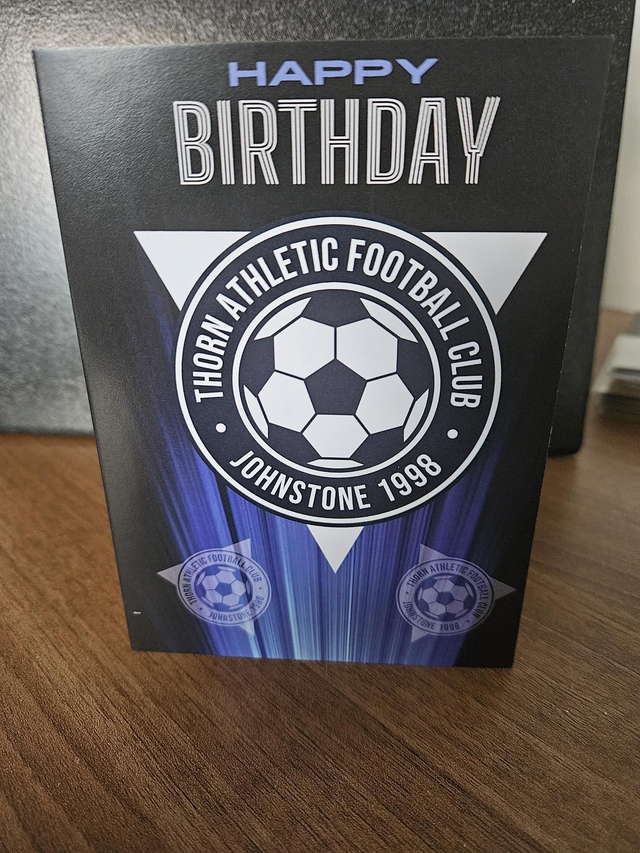 HAPPY
BIRTHDAY
THORN ATHLETIC FOOTBALL CLUB
JOHNSTONE 1998
THORN ATHLETIC FOOTBALL CLUB
JOHNSTONE 1998
THORN ATHLETIC FOOTBALL CLUB
JOHNSTONE 1998